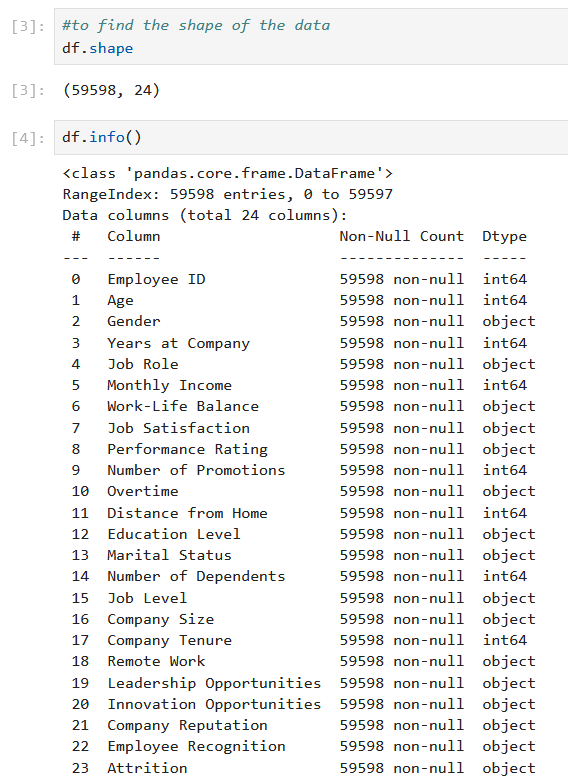 [3]: #to find the shape of the data
df.shape
[3]: (59598, 24)
[4]: df.info()
<class 'pandas.core.frame.DataFrame'>
RangeIndex: 59598 entries, 0 to 59597
Data columns (total 24 columns):
 #   Column                    Non-Null Count  Dtype
---  ------                    --------------  -----
 0   Employee ID               59598 non-null  int64
 1   Age                       59598 non-null  int64
 2   Gender                    59598 non-null  object
 3   Years at Company          59598 non-null  int64
 4   Job Role                  59598 non-null  object
 5   Monthly Income            59598 non-null  int64
 6   Work-Life Balance         59598 non-null  object
 7   Job Satisfaction          59598 non-null  object
 8   Performance Rating        59598 non-null  object
 9   Number of Promotions      59598 non-null  int64
 10  Overtime                  59598 non-null  object
 11  Distance from Home        59598 non-null  int64
 12  Education Level           59598 non-null  object
 13  Marital Status            59598 non-null  object
 14  Number of Dependents      59598 non-null  int64
 15  Job Level                 59598 non-null  object
 16  Company Size              59598 non-null  object
 17  Company Tenure            59598 non-null  int64
 18  Remote Work               59598 non-null  object
 19  Leadership Opportunities  59598 non-null  object
 20  Innovation Opportunities  59598 non-null  object
 21  Company Reputation        59598 non-null  object
 22  Employee Recognition      59598 non-null  object
 23  Attrition                 59598 non-null  object